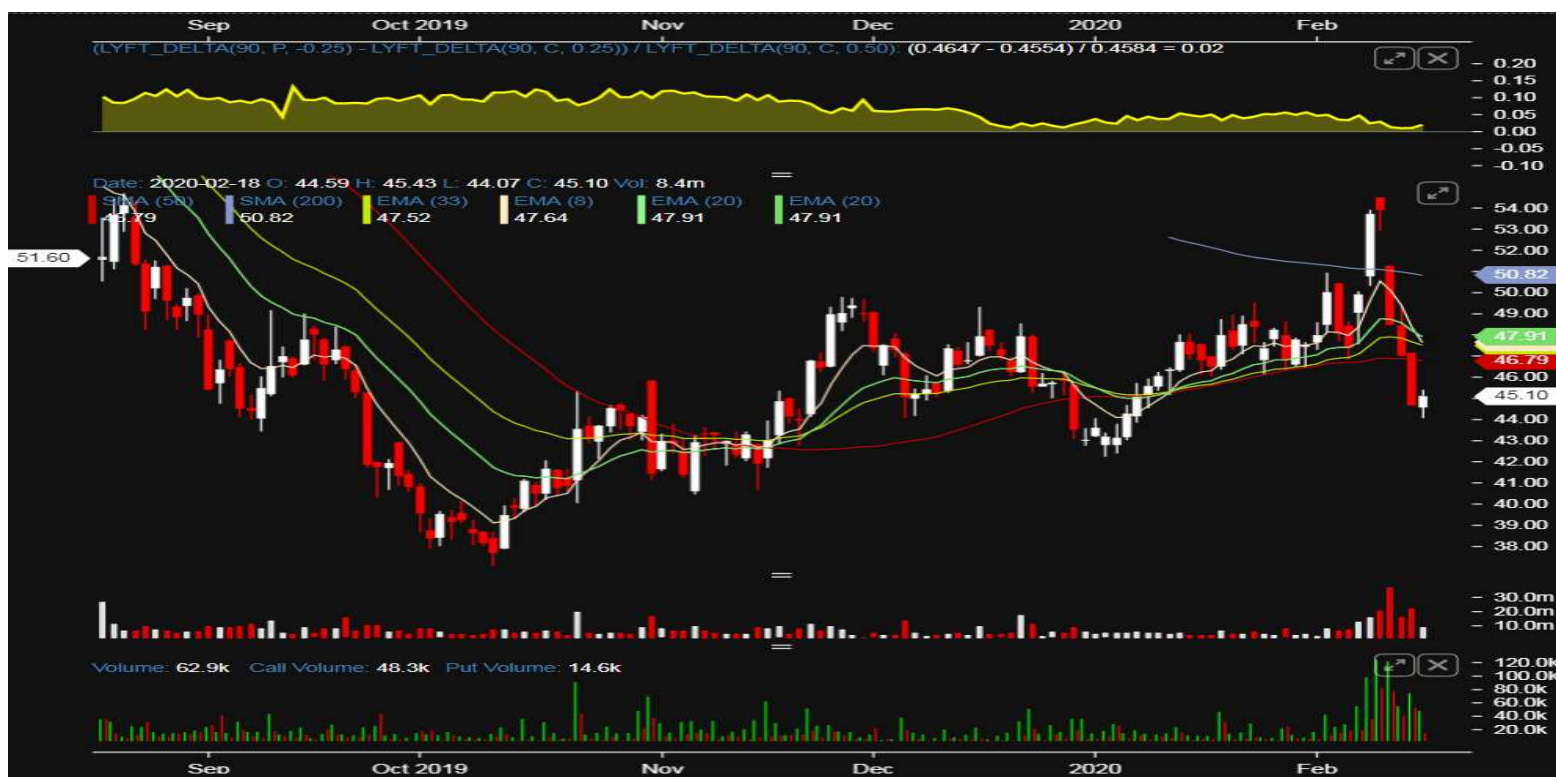 Sep Oct 2019 Nov Dec 2020 Feb
(LYFT_DELTA(90, P, -0.25) - LYFT_DELTA(90, C, 0.25)) / LYFT_DELTA(90, C, 0.50): (0.4647 - 0.4554) / 0.4584 = 0.02
0.20
0.15
0.10
0.05
0.00
-0.05
-0.10
Date: 2020-02-18 O: 44.59 H: 45.43 L: 44.07 C: 45.10 Vol: 8.4m
SMA (50) SMA (200) EMA (33) EMA (8) EMA (20) EMA (20)
46.79 50.82 47.52 47.64 47.91 47.91
54.00
53.00
52.00
51.60
50.82
50.00
49.00
47.91
46.79
46.00
45.10
44.00
43.00
42.00
41.00
40.00
39.00
38.00
30.0m
20.0m
10.0m
Volume: 62.9k Call Volume: 48.3k Put Volume: 14.6k
120.0k
100.0k
80.0k
60.0k
40.0k
20.0k
Sep Oct 2019 Nov Dec 2020 Feb